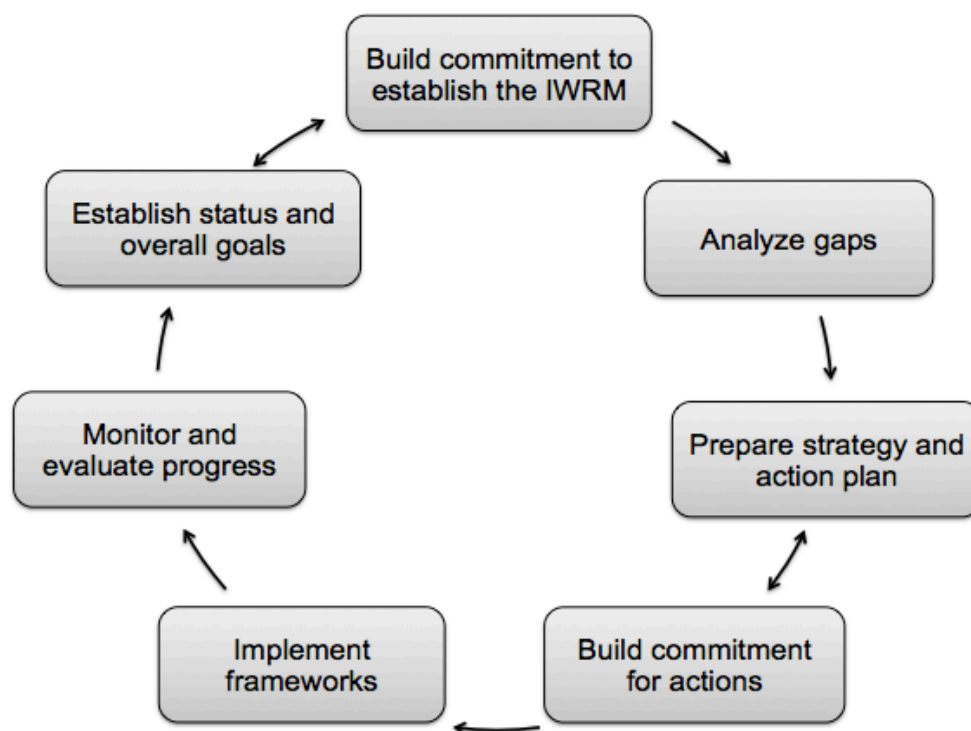 Build commitment to
establish the IWRM
Analyze gaps
Prepare strategy and
action plan
Build commitment
for actions
Implement
frameworks
Monitor and
evaluate progress
Establish status and
overall goals